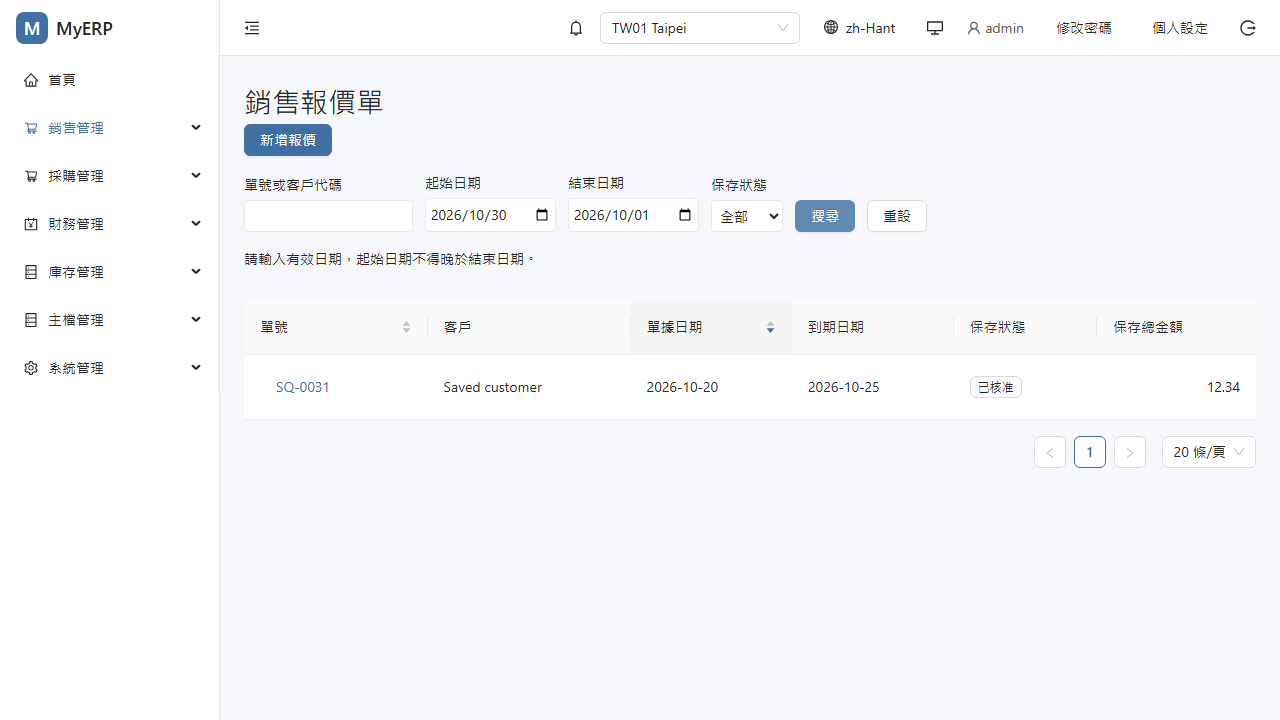 M MyERP
TW01 Taipei
zh-Hant
admin
修改密碼
個人設定
首頁
銷售管理
採購管理
財務管理
庫存管理
主檔管理
系統管理
銷售報價單
新增報價
單號或客戶代碼
起始日期
結束日期
保存狀態
2026/10/30
2026/10/01
全部
搜尋
重設
請輸入有效日期，起始日期不得晚於結束日期。
單號 客戶 單據日期 到期日期 保存狀態 保存總金額
SQ-0031 Saved customer 2026-10-20 2026-10-25 已核准 12.34
1
20 條/頁